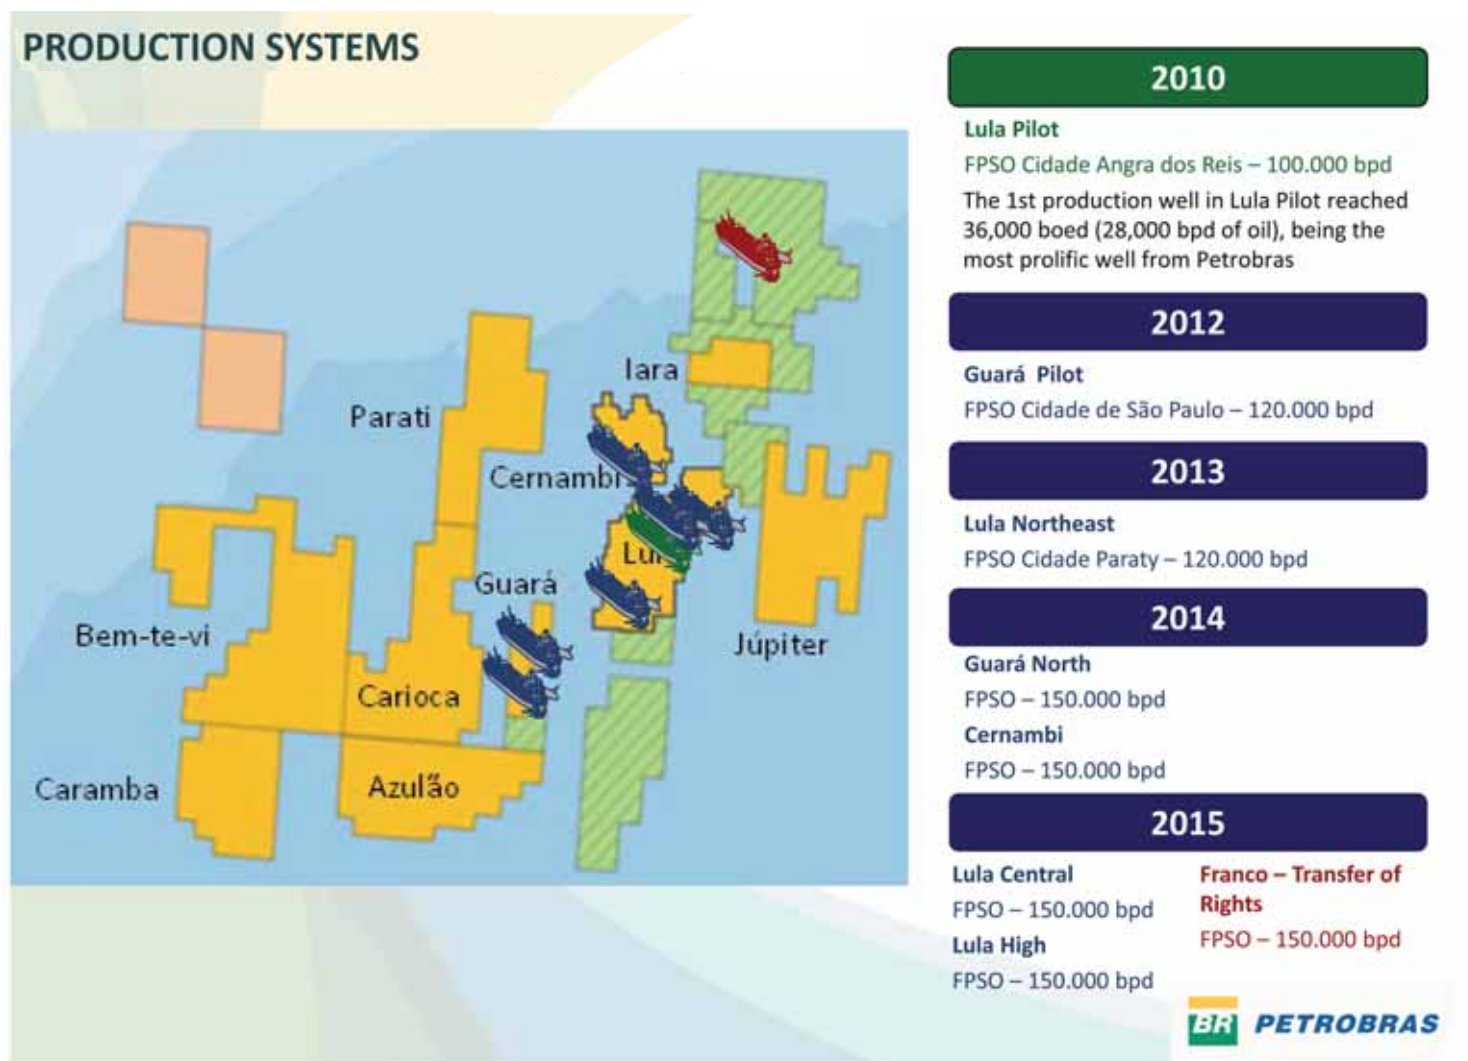 PRODUCTION SYSTEMS
Iara
Parati
Cernambi
Guará
Bem-te-vi
Júpiter
Carioca
Caramba
Azulão
2010
Lula Pilot
FPSO Cidade Angra dos Reis – 100.000 bpd
The 1st production well in Lula Pilot reached
36,000 boed (28,000 bpd of oil), being the
most prolific well from Petrobras
2012
Guará Pilot
FPSO Cidade de São Paulo – 120.000 bpd
2013
Lula Northeast
FPSO Cidade Paraty – 120.000 bpd
2014
Guará North
FPSO – 150.000 bpd
Cernambi
FPSO – 150.000 bpd
2015
Lula Central
FPSO – 150.000 bpd
Lula High
FPSO – 150.000 bpd
Franco – Transfer of
Rights
FPSO – 150.000 bpd
BR PETROBRAS